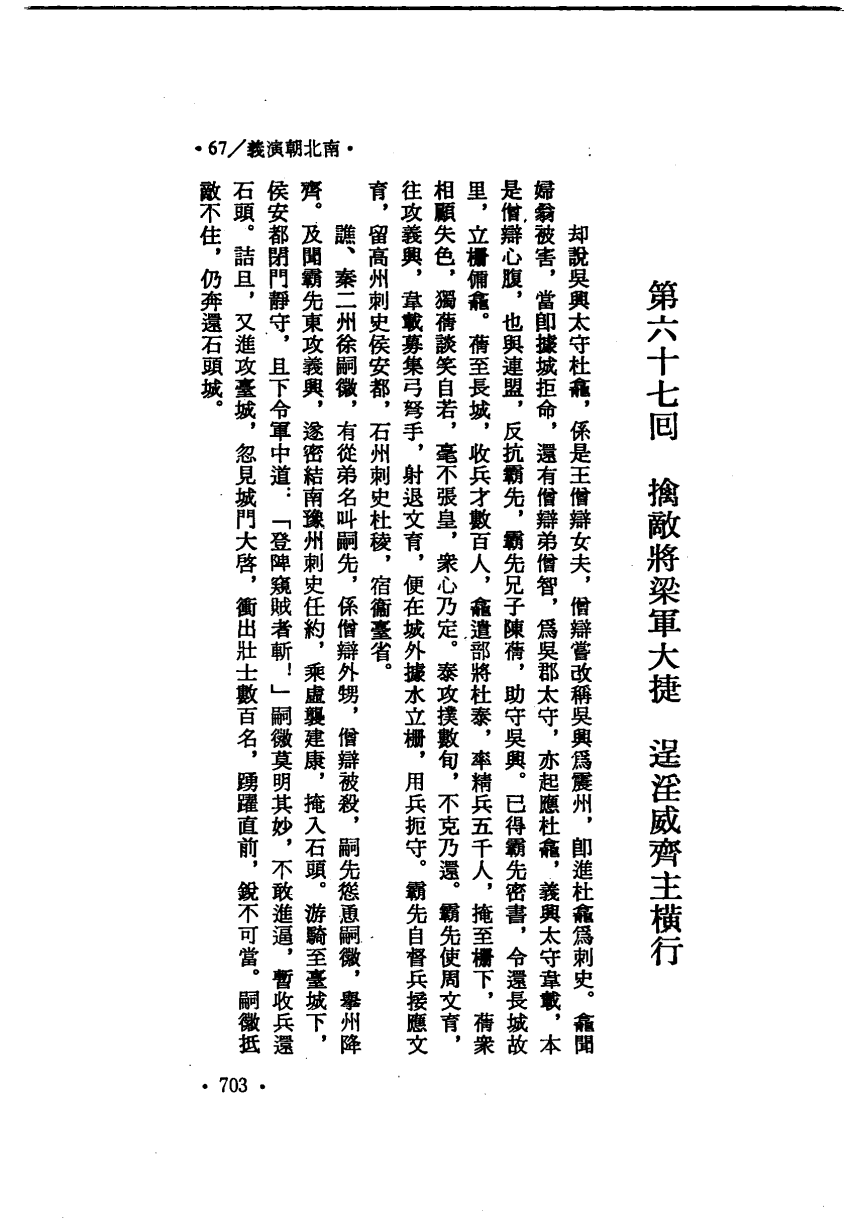 •67/義演朝北南•
第六十七回　擒敵將梁軍大捷　逞淫威齊主橫行
却說吳興太守杜龕，係是王僧辯女夫，僧辯嘗改稱吳興爲震州，卽進杜龕爲刺史。龕聞
婦翁被害，當卽據城拒命，還有僧辯弟僧智，爲吳郡太守，亦起應杜龕，義興太守韋載，本
是僧辯心腹，也與連盟，反抗霸先，霸先兄子陳蒨，助守吳興。已得霸先密書，令還長城故
里，立柵備龕。蒨至長城，收兵才數百人，龕遣部將杜泰，率精兵五千人，掩至柵下，蒨衆
相顧失色，獨蒨談笑自若，毫不張皇，衆心乃定。泰攻撲數旬，不克乃還。霸先使周文育，
往攻義興，韋載募集弓弩手，射退文育，便在城外據水立柵，用兵扼守。霸先自督兵接應文
育，留高州刺史侯安都，石州刺史杜稜，宿衞臺省。
譙、秦二州徐嗣徽，有從弟名叫嗣先，係僧辯外甥，僧辯被殺，嗣先慫恿嗣徽，舉州降
齊。及聞霸先東攻義興，遂密結南豫州刺史任約，乘虛襲建康，掩入石頭。游騎至臺城下，
侯安都閉門靜守，且下令軍中道：「登陴窺賊者斬！」嗣徽莫明其妙，不敢進逼，暫收兵還
石頭。詰旦，又進攻臺城，忽見城門大啓，衝出壯士數百名，踴躍直前，銳不可當。嗣徽抵
敵不住，仍奔還石頭城。
•703•